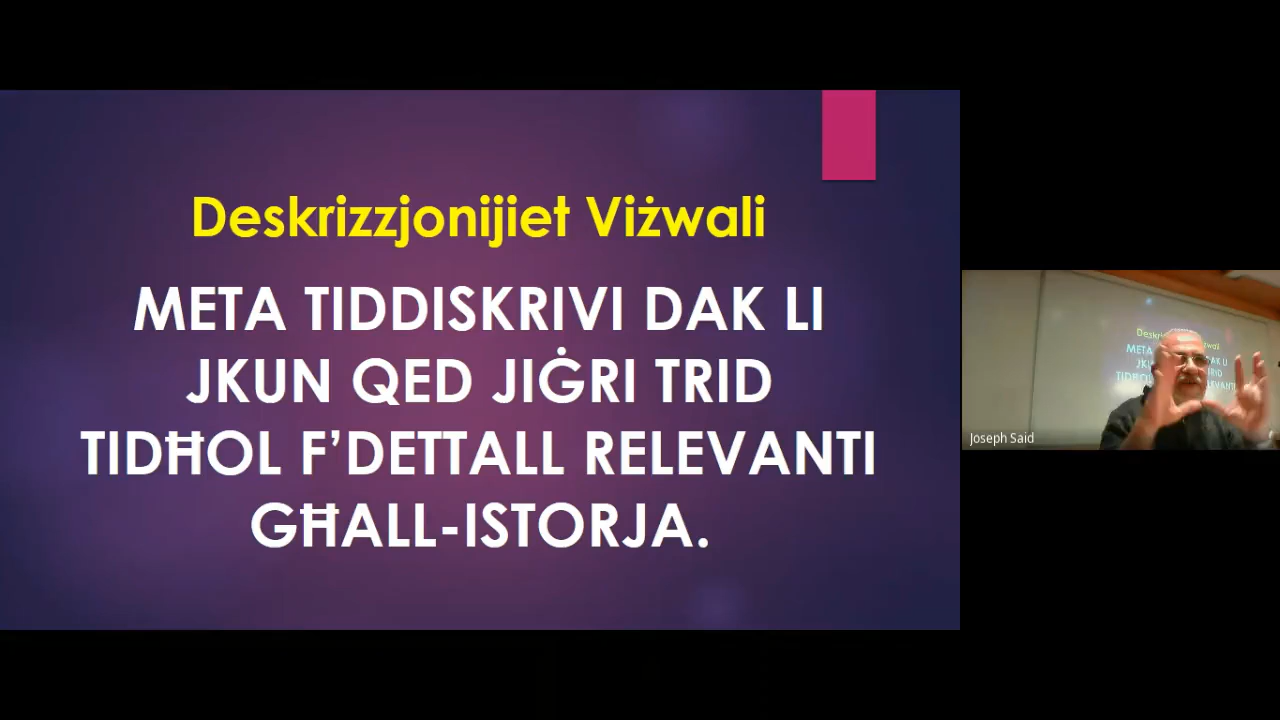 Deskrizzjonijiet Viżwali
META TIDDISKRIVI DAK LI
JKUN QED JIĠRI TRID
TIDĦOL F’DETTALL RELEVANTI
GĦALL-ISTORJA.
Joseph Said